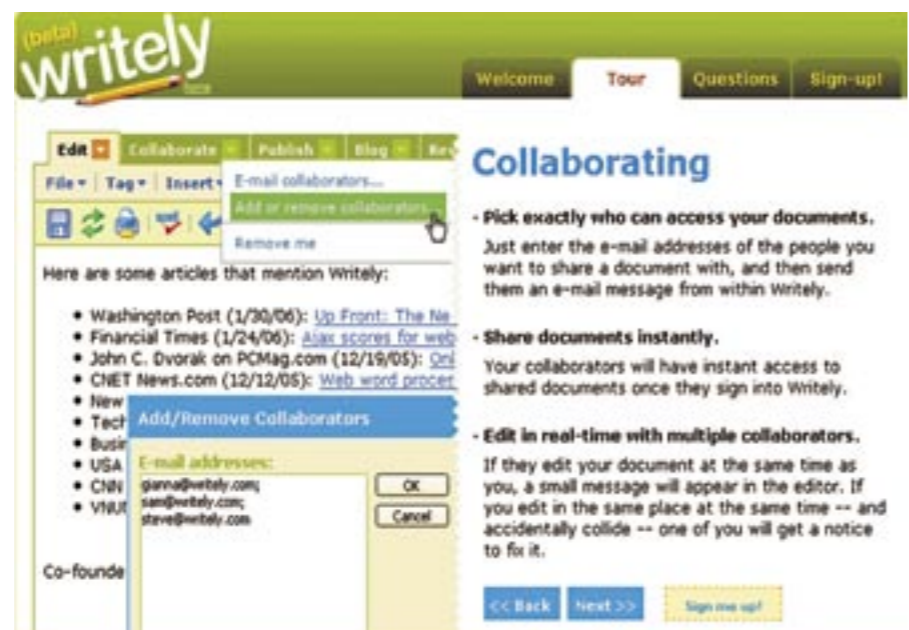 (beta)
writely
Welcome Tour Questions Sign-up!
Edit Collaborate Publish Blog
File Tag Insert
E-mail collaborators...
Add or remove collaborators...
Remove me
Here are some articles that mention Writely:
• Washington Post (1/30/06): Up Front: The Ne
• Financial Times (1/24/06): Ajax scores for web
• John C. Dvorak on PCMag.com (12/19/05): Onl
• CNET News.com (12/12/05): Web word procer
• New
• Tech
• Busin
• USA
• CNN
• VNU
Co-founde
Add/Remove Collaborators
E-mail addresses:
gianna@writely.com;
sam@writely.com;
steve@writely.com
OK
Cancel
Collaborating
- Pick exactly who can access your documents.
Just enter the e-mail addresses of the people you
want to share a document with, and then send
them an e-mail message from within Writely.
- Share documents instantly.
Your collaborators will have instant access to
shared documents once they sign into Writely.
- Edit in real-time with multiple collaborators.
If they edit your document at the same time as
you, a small message will appear in the editor. If
you edit in the same place at the same time -- and
accidentally collide -- one of you will get a notice
to fix it.
<< Back Next >> Sign me up!